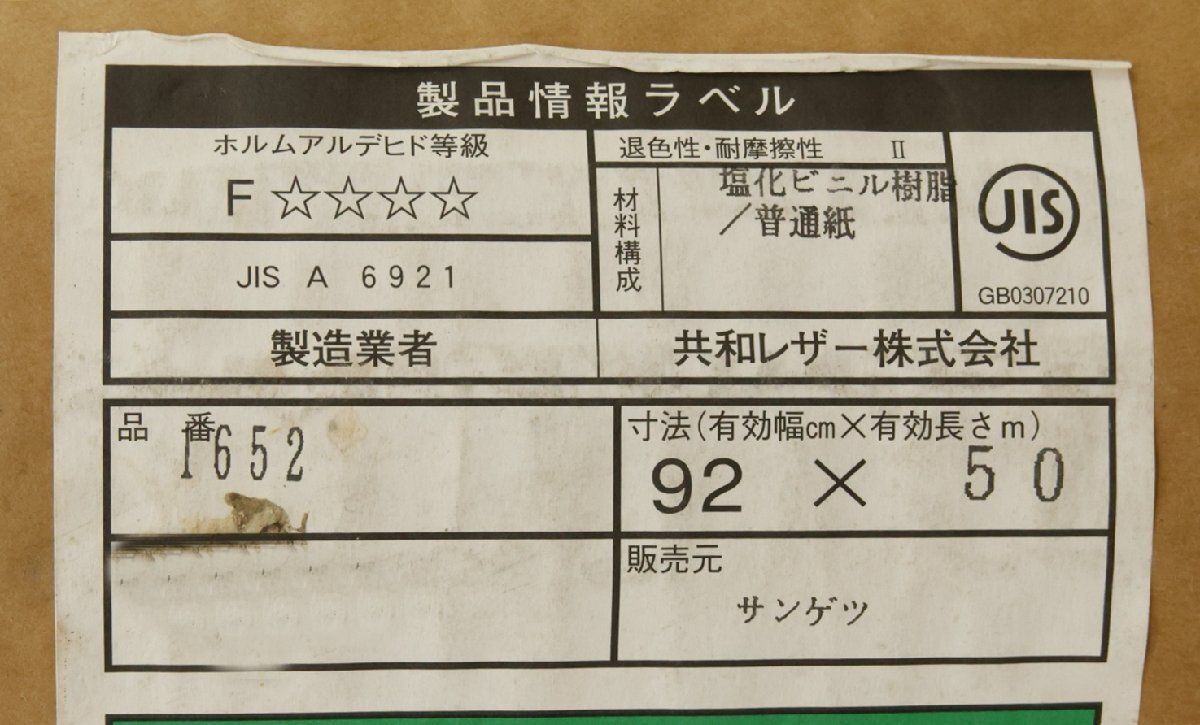 製品情報ラベル
ホルムアルデヒド等級
F☆☆☆☆
JIS A 6921
退色性・耐摩擦性 Ⅱ
材料構成
塩化ビニル樹脂
／普通紙
JIS
GB0307210
製造業者
共和レザー株式会社
品番
1652
寸法(有効幅cm×有効長さm)
92 × 50
販売元
サンゲツ